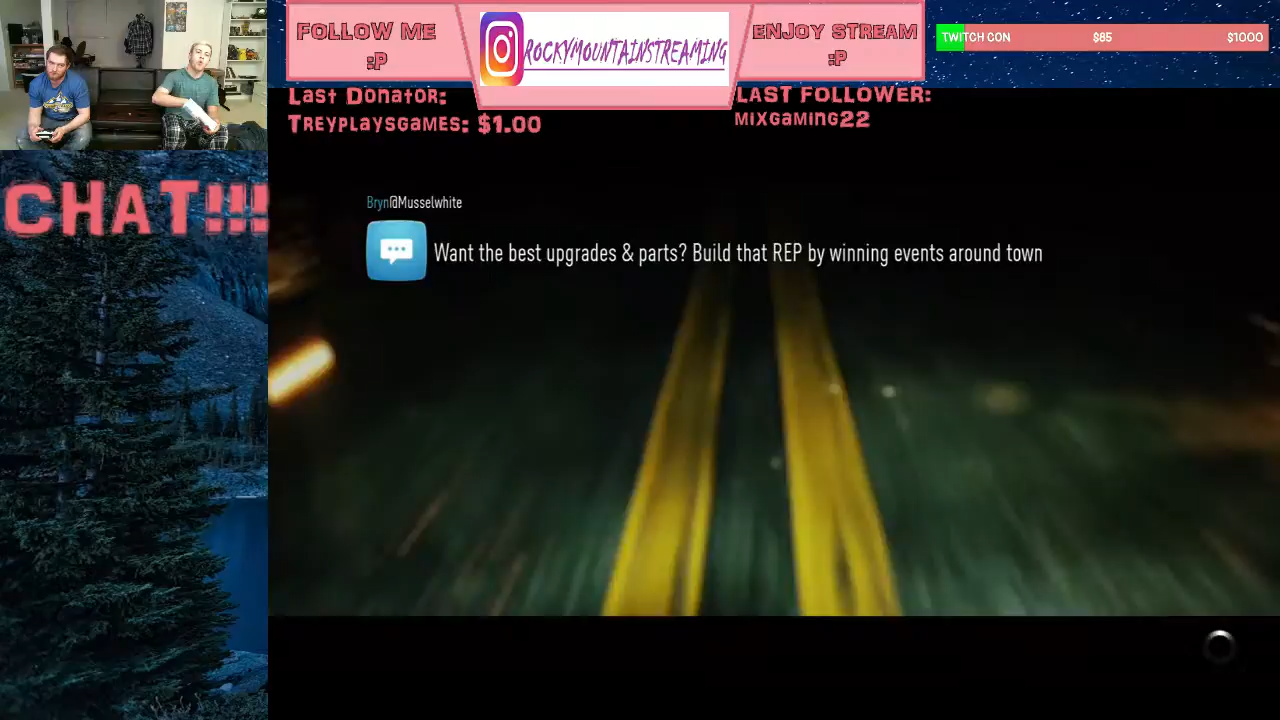 FOLLOW ME
:P
ROCKYMOUNTAINSTREAMING
ENJOY STREAM
:P
TWITCH CON $85 $1000
Last Donator:
Treyplaysgames: $1.00
LAST FOLLOWER:
mixgaming22
CHAT!!!
Bryn@Musselwhite
Want the best upgrades & parts? Build that REP by winning events around town